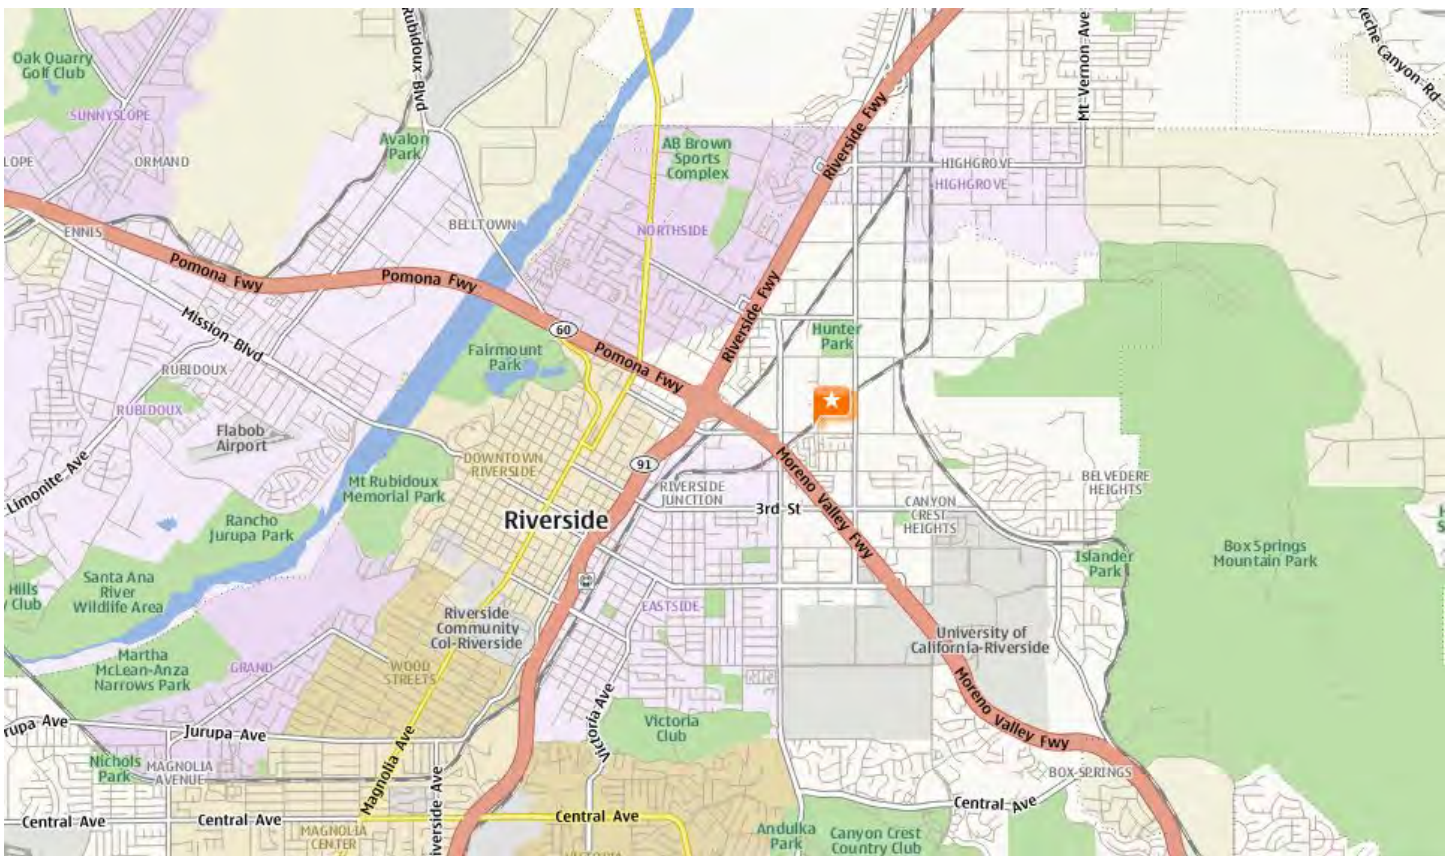 Rubidoux Blvd
Mt Vernon Ave
eche Canyon Rd
Oak Quarry
Golf Club
SUNNYSLOPE
LOPE
ORMAND
Avalon
Park
AB Brown
Sports
Complex
Riverside Fwy
HIGHGROVE
HIGHGROVE
ENNIS
BELLTOWN
NORTHSIDE
Pomona Fwy
Pomona Fwy
Riverside Fwy
Mission Blvd
60
Pomona Fwy
Hunter
Park
Fairmount
Park
RUBIDOUX
RUBIDOUX
Flabob
Airport
Limonite Ave
DOWNTOWN
RIVERSIDE
91
Moreno Valley Fwy
Mt Rubidoux
Memorial Park
RIVERSIDE
JUNCTION
3rd St
CANYON
CREST
HEIGHTS
BELVEDERE
HEIGHTS
Rancho
Jurupa Park
Riverside
Box Springs
Mountain Park
Islander
Park
Hills
y Club
Santa Ana
River
Wildlife Area
Riverside
Community
Col-Riverside
EASTSIDE
University of
California-Riverside
Martha
McLean-Anza
Narrows Park
GRAND
WOOD
STREETS
Moreno Valley Fwy
Victoria Ave
Victoria
Club
rupa Ave
Jurupa Ave
Magnolia Ave
Nichols
Park
MAGNOLIA
AVENUE
iverside Ave
BOX SPRINGS
Central Ave
Central Ave
Central Ave
Central Ave
MAGNOLIA
CENTER
Andulka
Park
Canyon Crest
Country Club